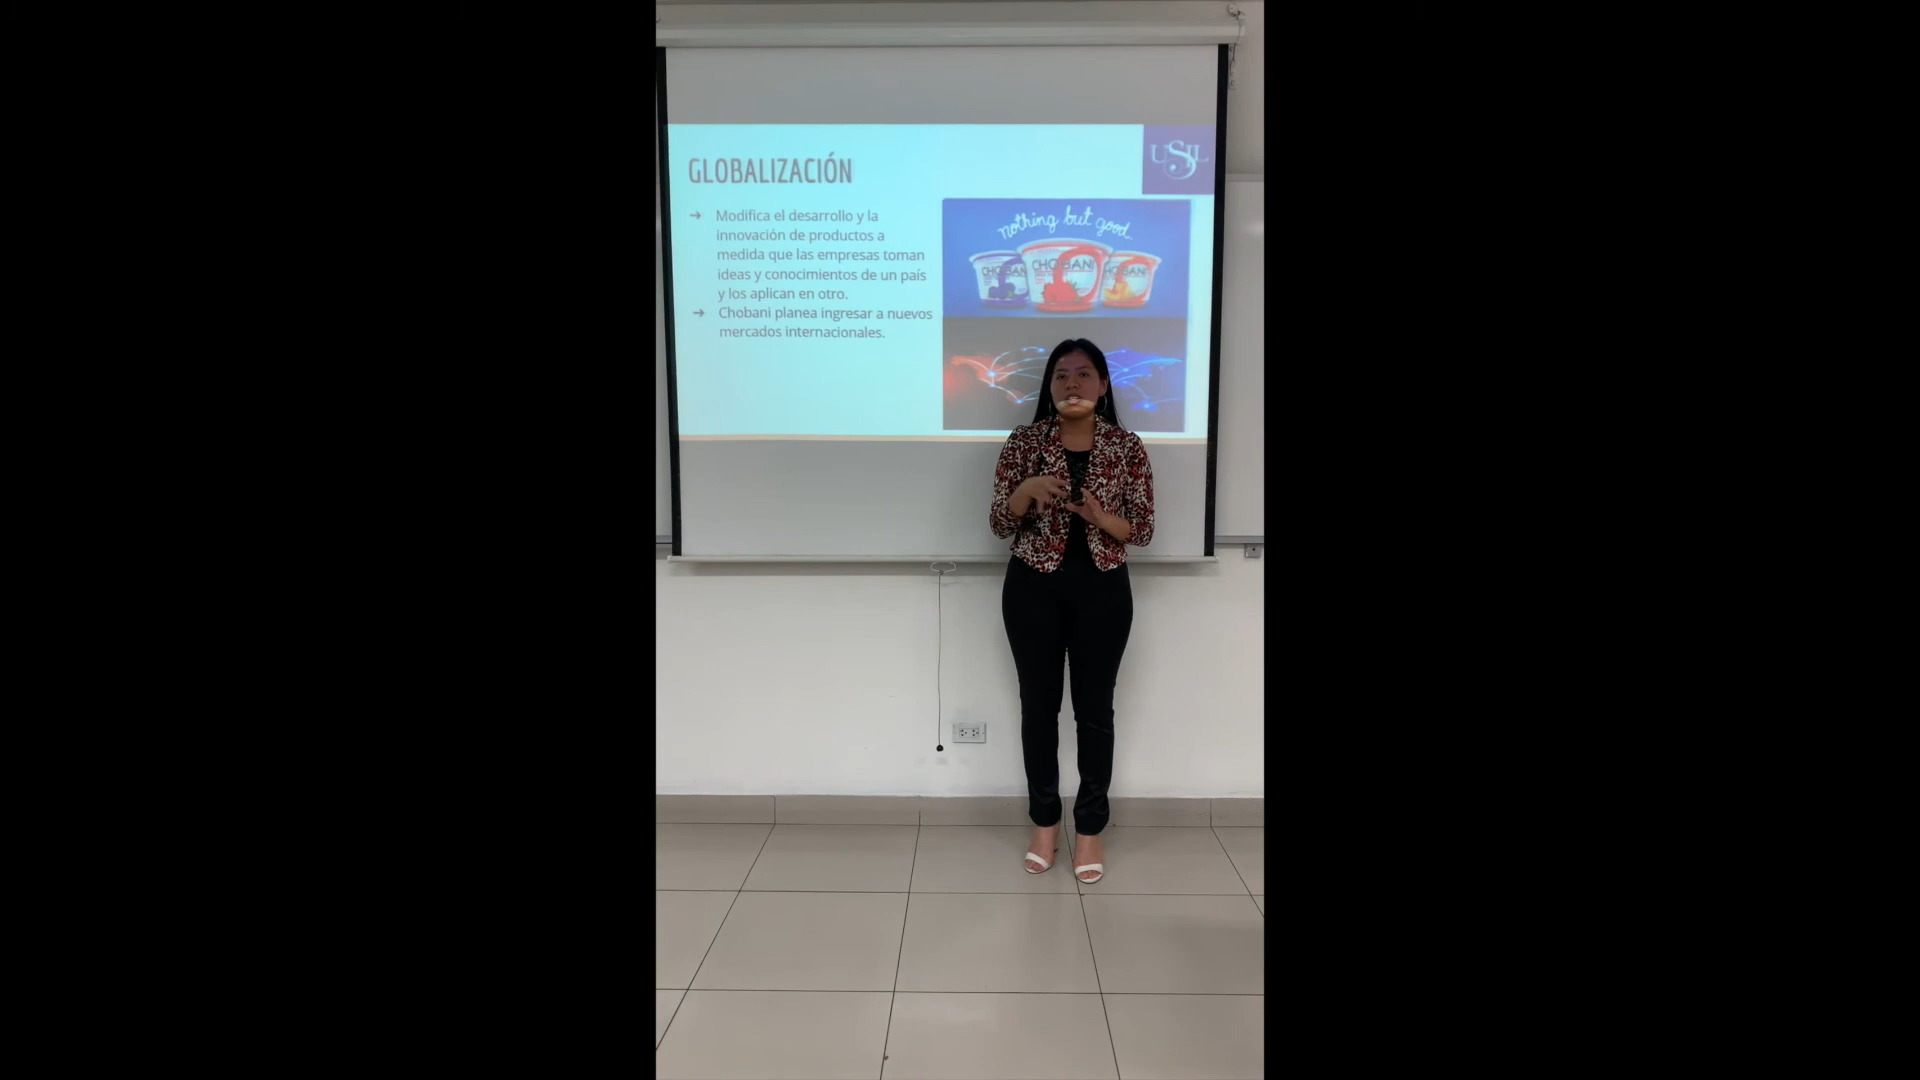 USIL
GLOBALIZACIÓN
➔ Modifica el desarrollo y la
innovación de productos a
medida que las empresas toman
ideas y conocimientos de un país
y los aplican en otro.
➔ Chobani planea ingresar a nuevos
mercados internacionales.
nothing but good.
CHOBANI
CHOBANI
CHOBANI